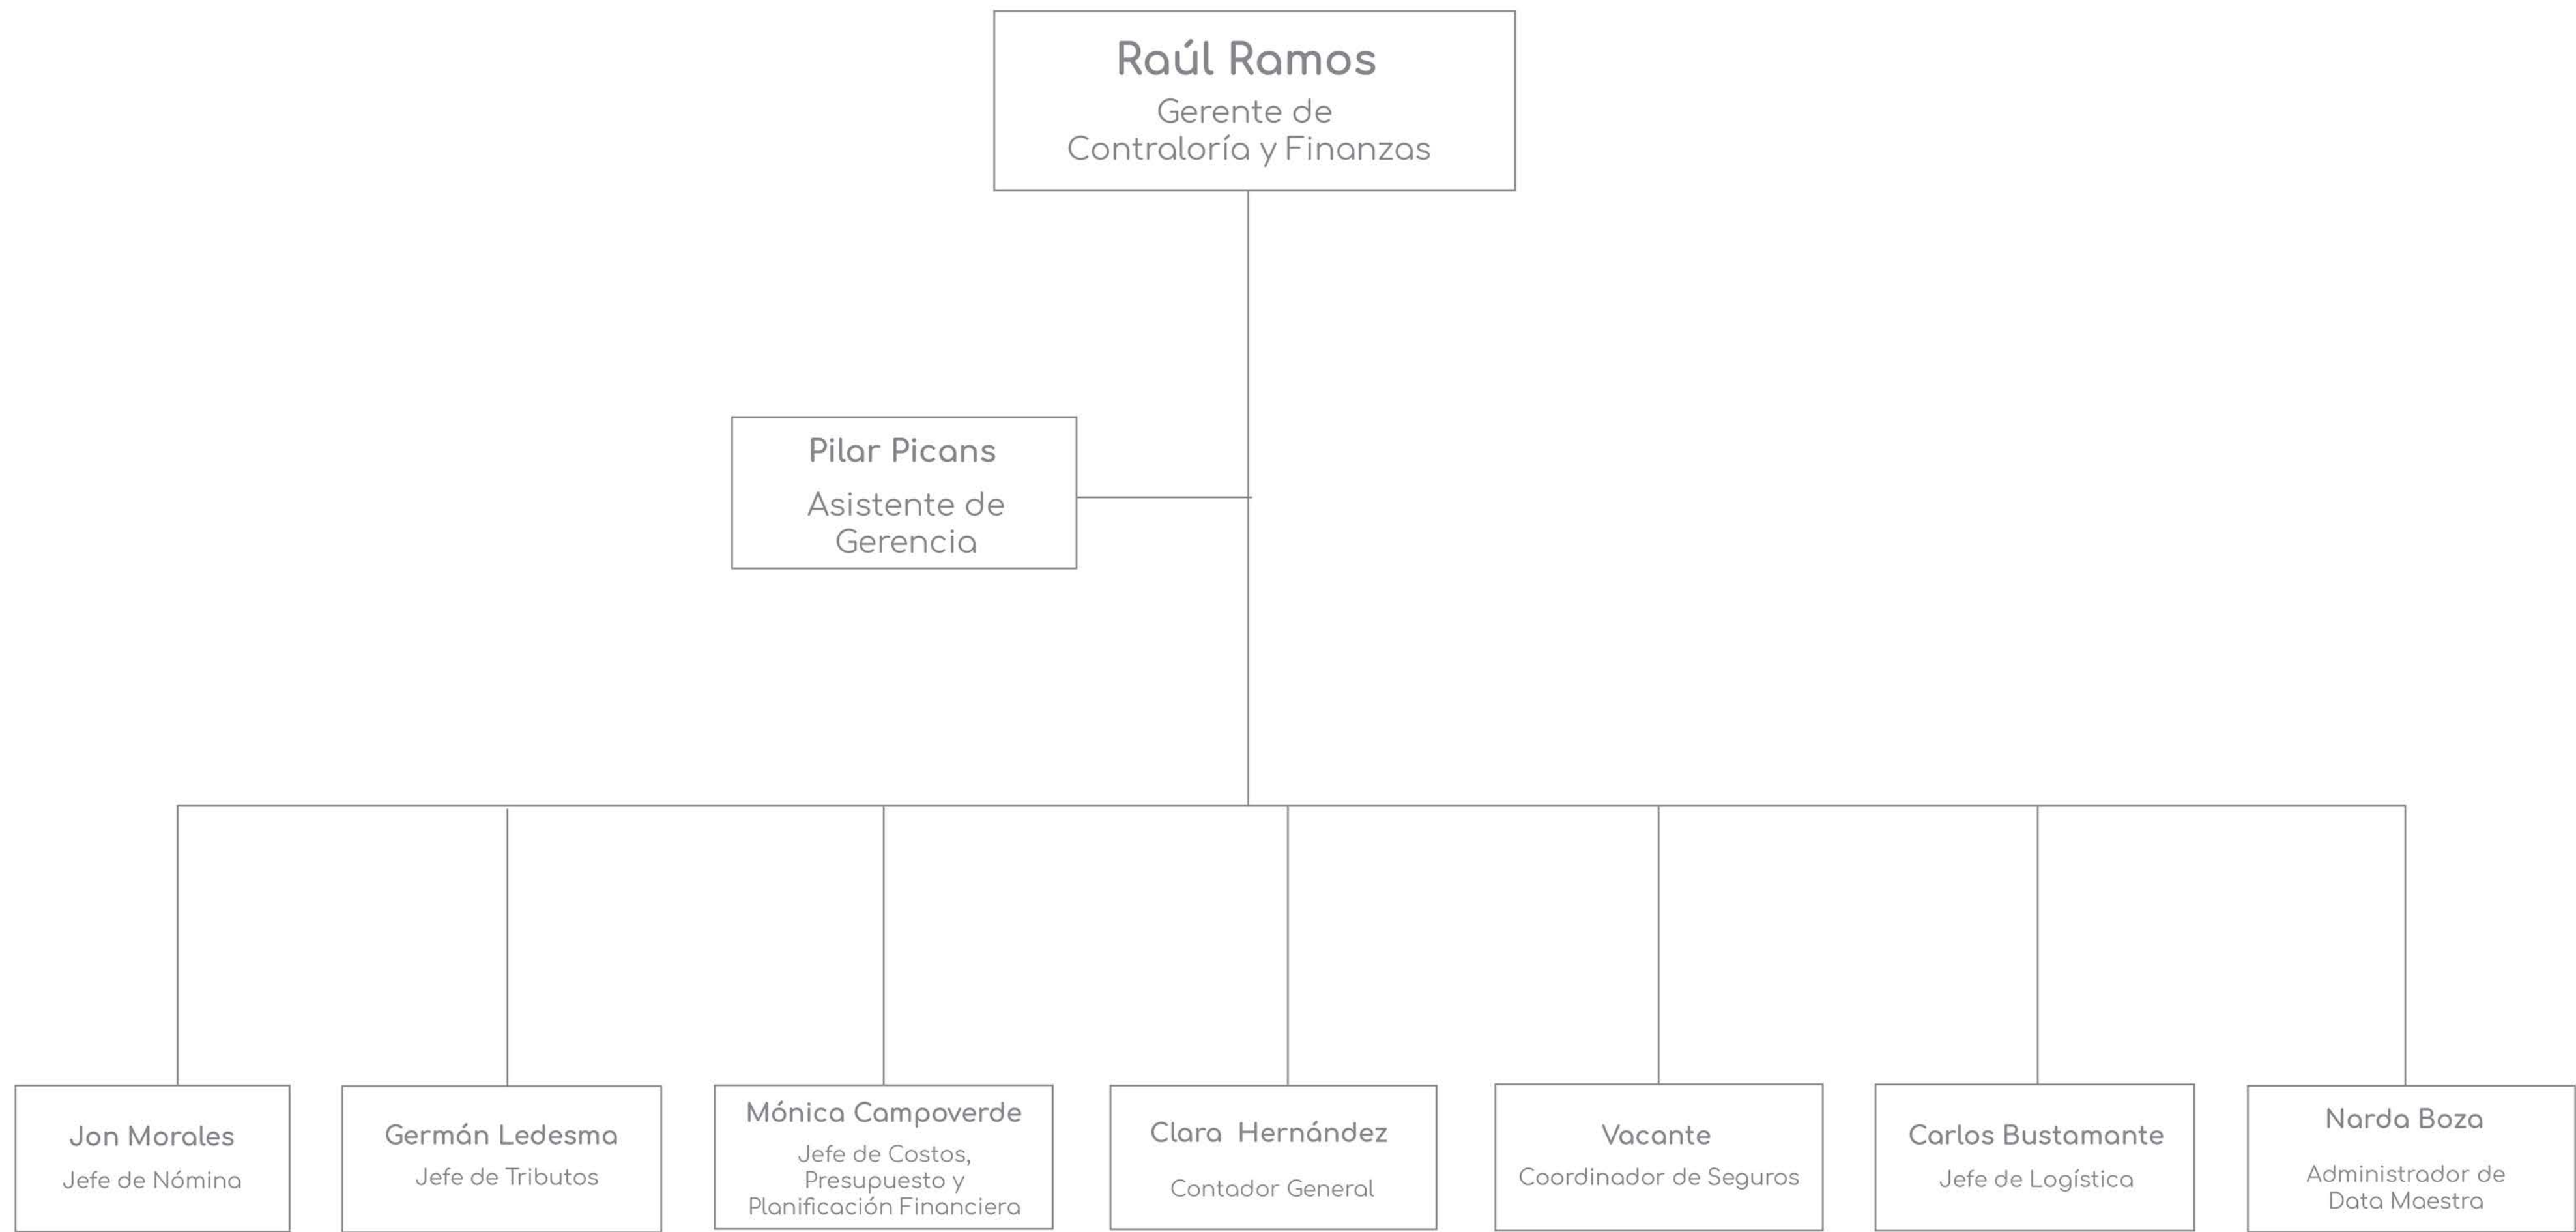 Raúl Ramos
Gerente de
Contraloría y Finanzas
Pilar Picans
Asistente de
Gerencia
Jon Morales
Jefe de Nómina
Germán Ledesma
Jefe de Tributos
Mónica Campoverde
Jefe de Costos,
Presupuesto y
Planificación Financiera
Clara  Hernández
Contador General
Vacante
Coordinador de Seguros
Carlos Bustamante
Jefe de Logística
Narda Boza
Administrador de
Data Maestra